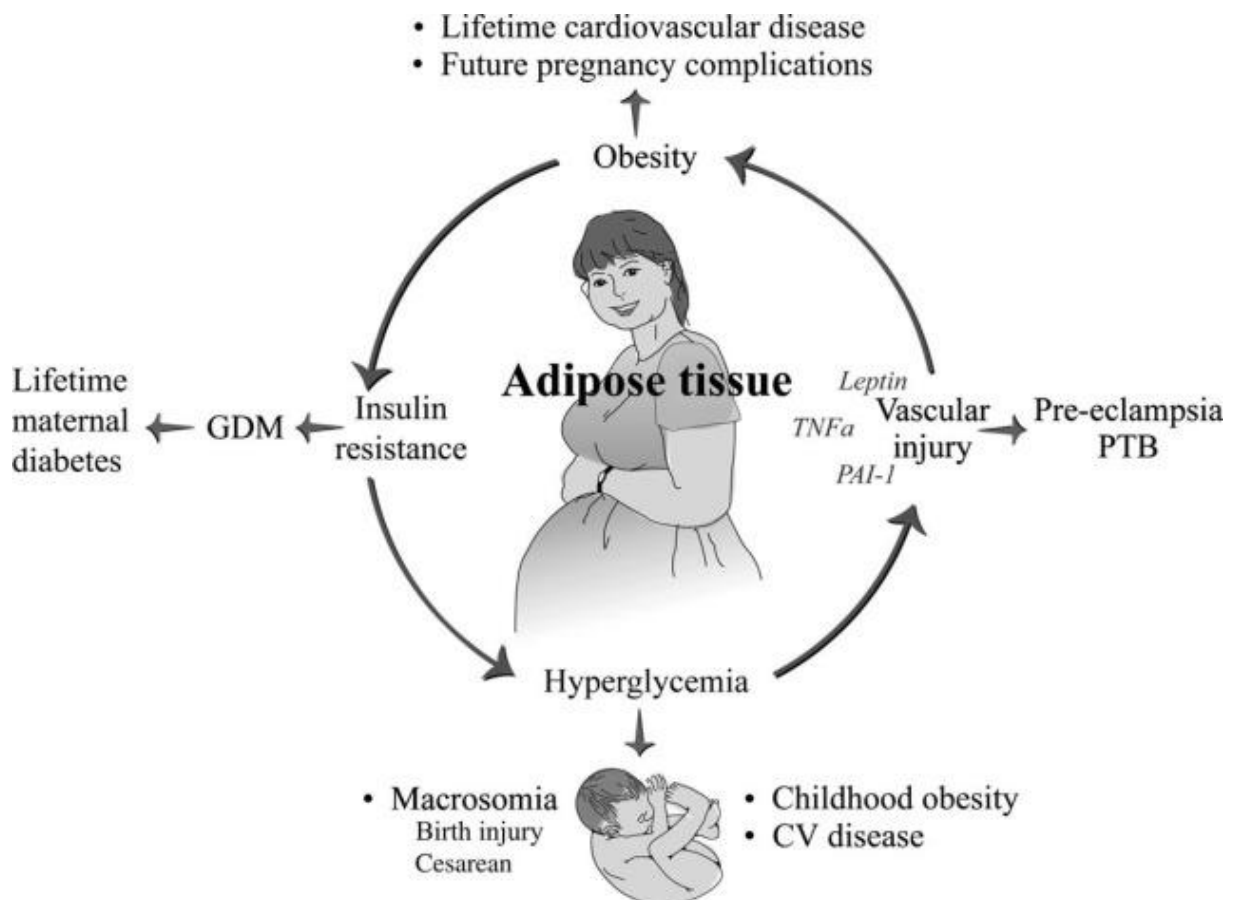 • Lifetime cardiovascular disease
• Future pregnancy complications
Obesity
Adipose tissue
Lifetime
maternal
diabetes
GDM
Insulin
resistance
Leptin
TNFa
PAI-1
Vascular
injury
Pre-eclampsia
PTB
Hyperglycemia
• Macrosomia
Birth injury
Cesarean
• Childhood obesity
• CV disease